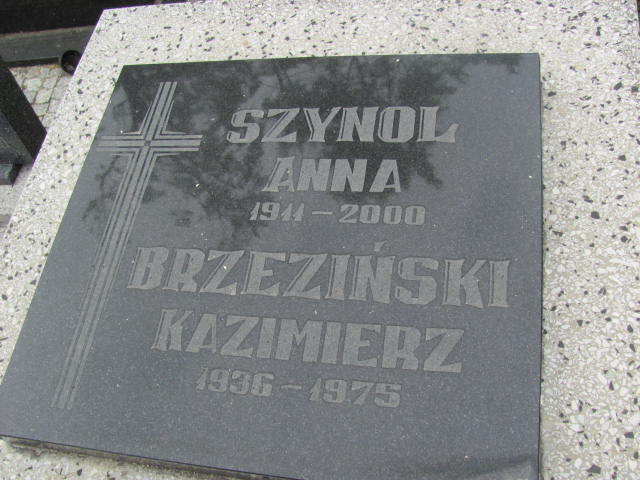 SZYNOL
ANNA
1911-2000
BRZEZIŃSKI
KAZIMIERZ
1936-1975